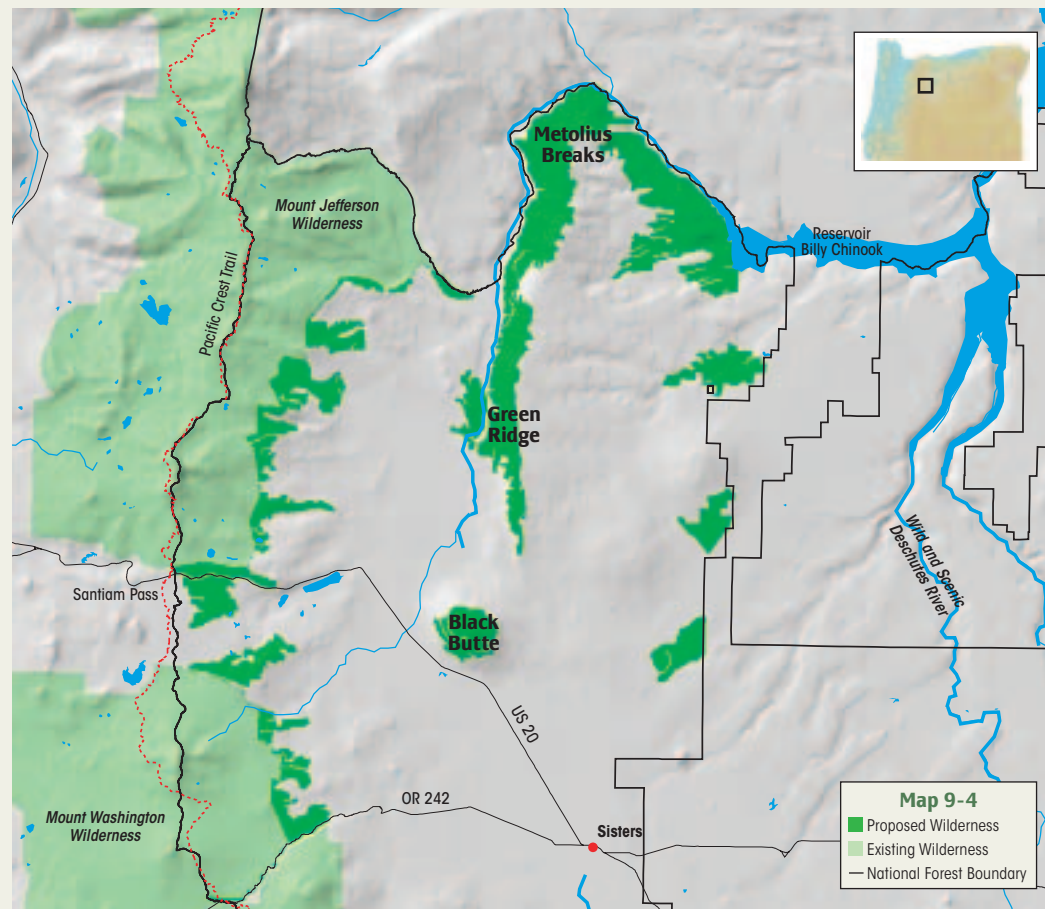 Metolius
Breaks
Mount Jefferson
Wilderness
Reservoir
Billy Chinook
Pacific Crest Trail
Green
Ridge
Wild and Scenic
Deschutes River
Santiam Pass
Black
Butte
US 20
OR 242
Mount Washington
Wilderness
Sisters
Map 9-4
Proposed Wilderness
Existing Wilderness
National Forest Boundary